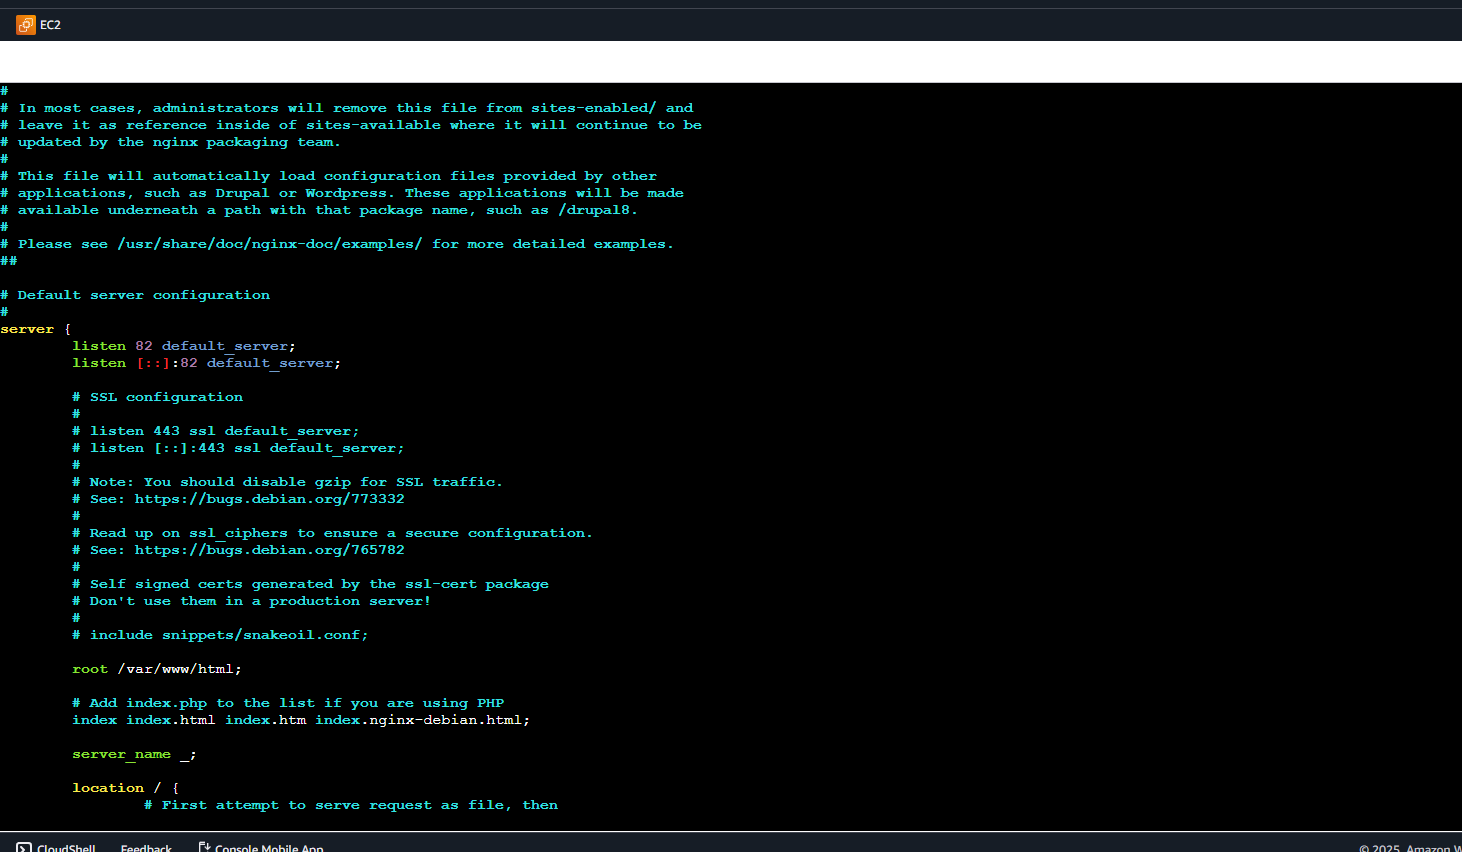 EC2
#
# In most cases, administrators will remove this file from sites-enabled/ and
# leave it as reference inside of sites-available where it will continue to be
# updated by the nginx packaging team.
#
# This file will automatically load configuration files provided by other
# applications, such as Drupal or Wordpress. These applications will be made
# available underneath a path with that package name, such as /drupal8.
#
# Please see /usr/share/doc/nginx-doc/examples/ for more detailed examples.
##
# Default server configuration
#
server {
listen 82 default_server;
listen [::]:82 default_server;
# SSL configuration
#
# listen 443 ssl default_server;
# listen [::]:443 ssl default_server;
#
# Note: You should disable gzip for SSL traffic.
# See: https://bugs.debian.org/773332
#
# Read up on ssl_ciphers to ensure a secure configuration.
# See: https://bugs.debian.org/765782
#
# Self signed certs generated by the ssl-cert package
# Don't use them in a production server!
#
# include snippets/snakeoil.conf;
root /var/www/html;
# Add index.php to the list if you are using PHP
index index.html index.htm index.nginx-debian.html;
server_name _;
location / {
# First attempt to serve request as file, then
CloudShell Feedback Console Mobile App © 2025, Amazon W